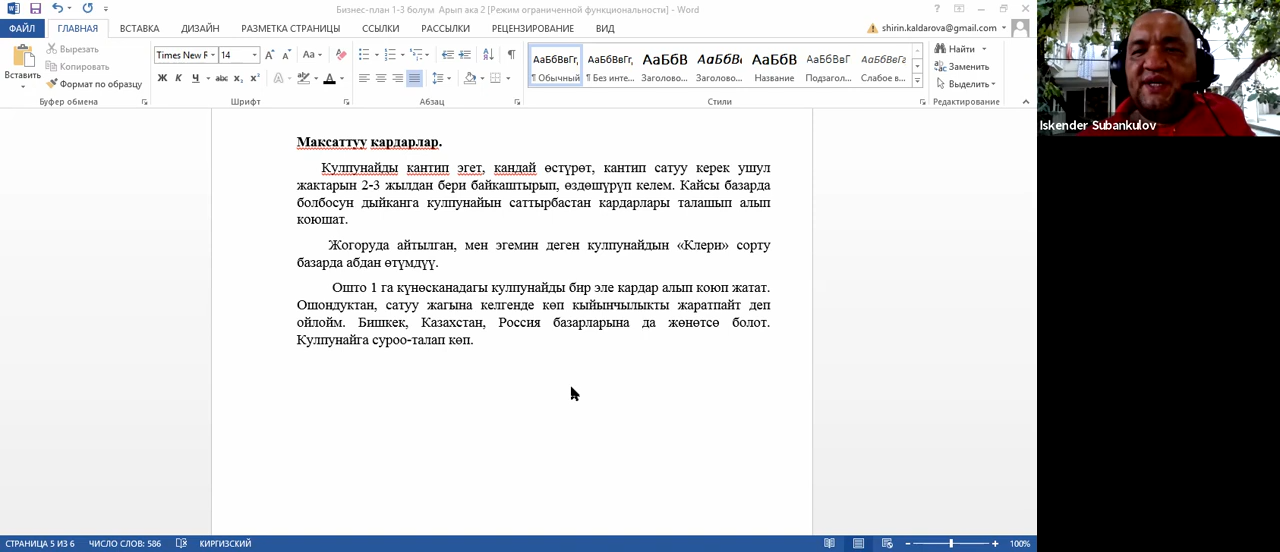 Бизнес-план 1-3 болум Арып ака 2 [Режим ограниченной функциональности] - Word
ФАЙЛ ГЛАВНАЯ ВСТАВКА ДИЗАЙН РАЗМЕТКА СТРАНИЦЫ ССЫЛКИ РАССЫЛКИ РЕЦЕНЗИРОВАНИЕ ВИД shirin.kaldarova@gmail.com
Вставить
Вырезать
Копировать
Формат по образцу
Буфер обмена
Times New R 14
Ж К Ч abc x₂ x²
Шрифт
Абзац
АаБбВвГг, АаБбВвГг, АаБбВ АаБбВı АаБбВ АаБбВвГ АаБбВвГг
¶ Обычный ¶ Без инте... Заголово... Заголово... Название Подзагол... Слабое в...
Стили
Найти
Заменить
Выделить
Редактирование
Iskender Subankulov
Максаттуу кардарлар.
Кулпунайды кантип эгет, кандай өстүрөт, кантип сатуу керек ушул
жактарын 2-3 жылдан бери байкаштырып, өздөшүрүп келем. Кайсы базарда
болбосун дыйканга кулпунайын саттырбастан кардарлары талашып алып
коюшат.
Жогоруда айтылган, мен эгемин деген кулпунайдын «Клери» сорту
базарда абдан өтүмдүү.
Ошто 1 га күнөсканадагы кулпунайды бир эле кардар алып коюп жатат.
Ошондуктан, сатуу жагына келгенде көп кыйынчылыкты жаратпайт деп
ойлойм. Бишкек, Казахстан, Россия базарларына да жөнөтсө болот.
Кулпунайга суроо-талап көп.
СТРАНИЦА 5 ИЗ 6 ЧИСЛО СЛОВ: 586 КИРГИЗСКИЙ 100%